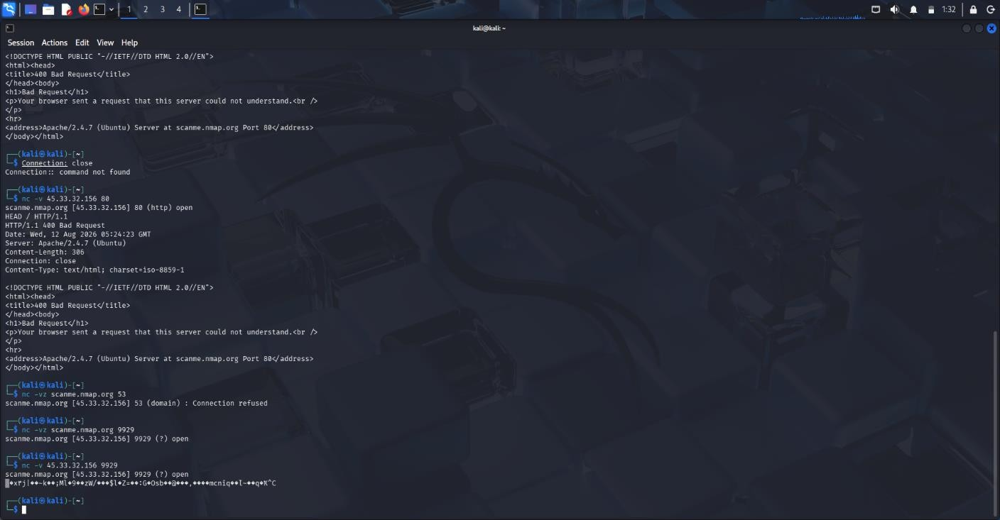 1 2 3 4
1:32
kali@kali: ~
Session Actions Edit View Help
<!DOCTYPE HTML PUBLIC "-//IETF//DTD HTML 2.0//EN">
<html><head>
<title>400 Bad Request</title>
</head><body>
<h1>Bad Request</h1>
<p>Your browser sent a request that this server could not understand.<br />
</p>
<hr>
<address>Apache/2.4.7 (Ubuntu) Server at scanme.nmap.org Port 80</address>
</body></html>
┌──(kali㉿kali)-[~]
└─$ Connection: close
Connection:: command not found
┌──(kali㉿kali)-[~]
└─$ nc -v 45.33.32.156 80
scanme.nmap.org [45.33.32.156] 80 (http) open
HEAD / HTTP/1.1
HTTP/1.1 400 Bad Request
Date: Wed, 12 Aug 2026 05:24:23 GMT
Server: Apache/2.4.7 (Ubuntu)
Content-Length: 306
Connection: close
Content-Type: text/html; charset=iso-8859-1
<!DOCTYPE HTML PUBLIC "-//IETF//DTD HTML 2.0//EN">
<html><head>
<title>400 Bad Request</title>
</head><body>
<h1>Bad Request</h1>
<p>Your browser sent a request that this server could not understand.<br />
</p>
<hr>
<address>Apache/2.4.7 (Ubuntu) Server at scanme.nmap.org Port 80</address>
</body></html>
┌──(kali㉿kali)-[~]
└─$ nc -vz scanme.nmap.org 53
scanme.nmap.org [45.33.32.156] 53 (domain) : Connection refused
┌──(kali㉿kali)-[~]
└─$ nc -vz scanme.nmap.org 9929
scanme.nmap.org [45.33.32.156] 9929 (?) open
┌──(kali㉿kali)-[~]
└─$ nc -v 45.33.32.156 9929
scanme.nmap.org [45.33.32.156] 9929 (?) open
┌──(kali㉿kali)-[~]
└─$